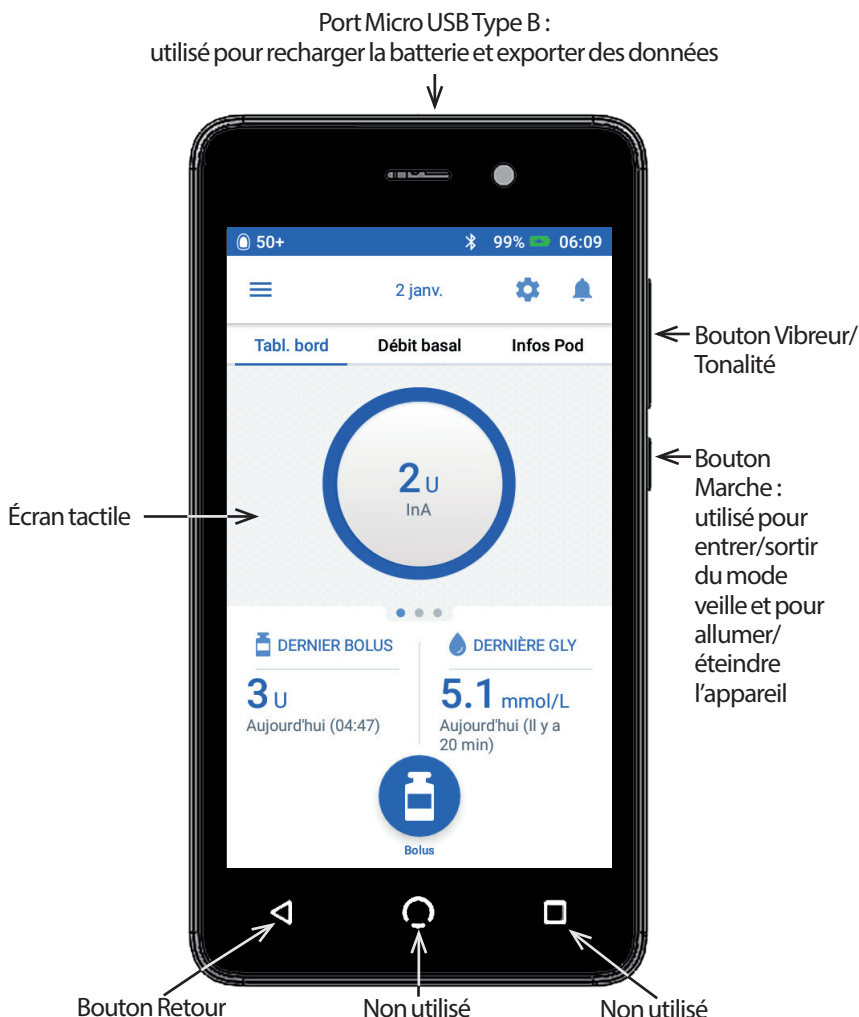 Port Micro USB Type B :
utilisé pour recharger la batterie et exporter des données
50+ 99% 06:09
2 janv.
Tabl. bord Débit basal Infos Pod
Bouton Vibreur/
Tonalité
2 U
InA
Écran tactile
Bouton
Marche :
utilisé pour
entrer/sortir
du mode
veille et pour
allumer/
éteindre
l'appareil
DERNIER BOLUS
3 U
Aujourd'hui (04:47)
DERNIÈRE GLY
5.1 mmol/L
Aujourd'hui (Il y a
20 min)
Bolus
Bouton Retour Non utilisé Non utilisé